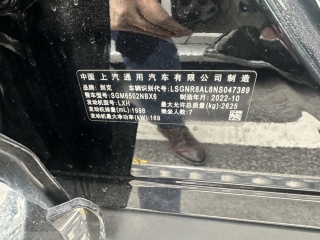 中国上汽通用汽车有限公司制造
品牌: 别克 车辆识别代号: LSGNR8AL8NS047389
整车型号: SGM6502NBX6 制造年月: 2022-10
发动机型号: LXH 最大允许总质量(kg): 2625
发动机排量(mL): 1998 乘坐人数: 7
发动机最大净功率(kW): 169